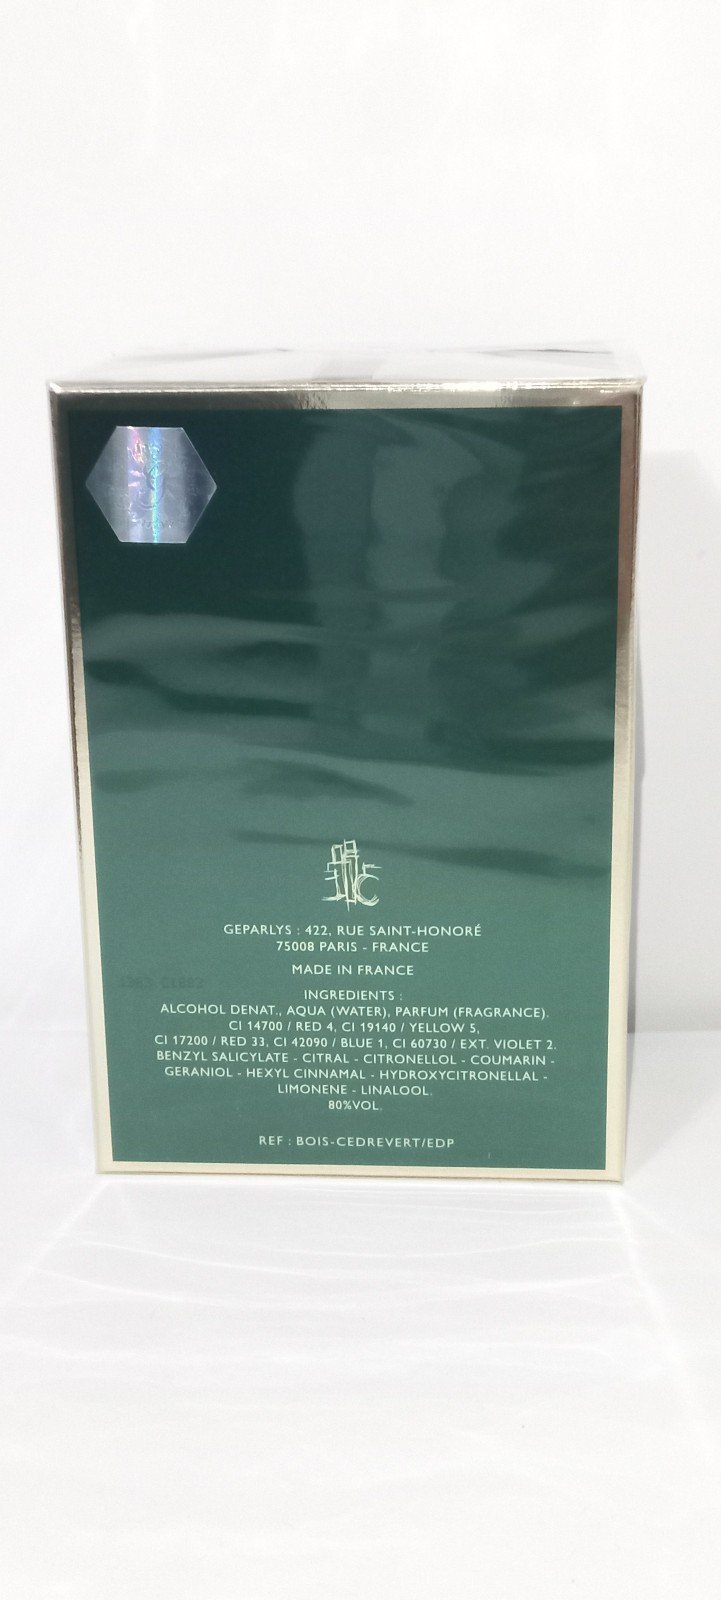 GEPARLYS : 422, RUE SAINT-HONORÉ
75008 PARIS - FRANCE
MADE IN FRANCE
INGREDIENTS :
ALCOHOL DENAT., AQUA (WATER), PARFUM (FRAGRANCE).
CI 14700 / RED 4, CI 19140 / YELLOW 5,
CI 17200 / RED 33, CI 42090 / BLUE 1, CI 60730 / EXT. VIOLET 2.
BENZYL SALICYLATE - CITRAL - CITRONELLOL - COUMARIN -
GERANIOL - HEXYL CINNAMAL - HYDROXYCITRONELLAL -
LIMONENE - LINALOOL.
80%VOL.
REF : BOIS-CEDREVERT/EDP